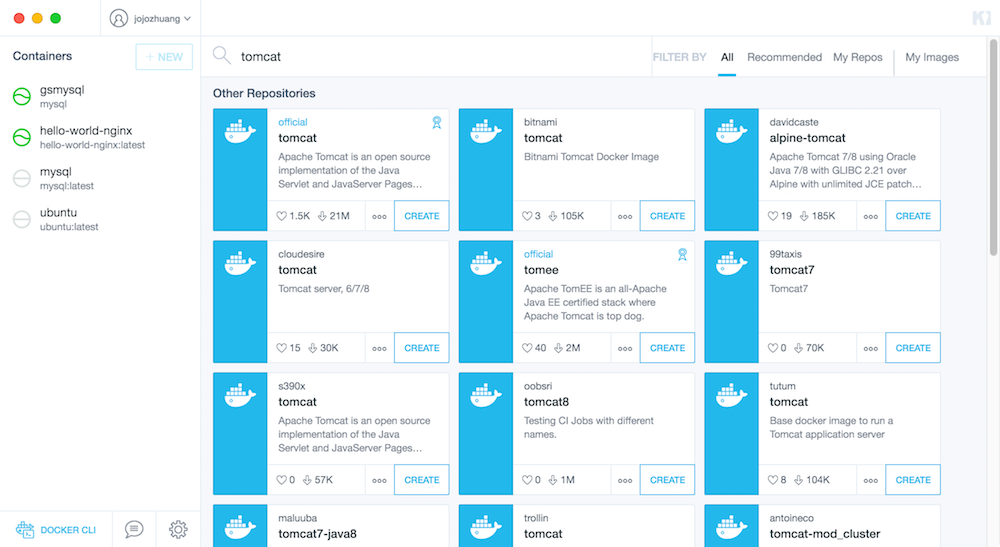 jojozhuang
Containers
+ NEW
gsmysql
mysql
hello-world-nginx
hello-world-nginx:latest
mysql
mysql:latest
ubuntu
ubuntu:latest
DOCKER CLI
tomcat
FILTER BY All Recommended My Repos My Images
Other Repositories
official
tomcat
Apache Tomcat is an open source
implementation of the Java
Servlet and JavaServer Pages...
1.5K 21M CREATE
bitnami
tomcat
Bitnami Tomcat Docker Image
3 105K CREATE
davidcaste
alpine-tomcat
Apache Tomcat 7/8 using Oracle
Java 7/8 with GLIBC 2.21 over
Alpine with unlimited JCE patch...
19 185K CREATE
cloudesire
tomcat
Tomcat server, 6/7/8
15 30K CREATE
official
tomee
Apache TomEE is an all-Apache
Java EE certified stack where
Apache Tomcat is top dog.
40 2M CREATE
99taxis
tomcat7
Tomcat7
0 70K CREATE
s390x
tomcat
Apache Tomcat is an open source
implementation of the Java
Servlet and JavaServer Pages...
0 57K CREATE
oobsri
tomcat8
Testing CI Jobs with different
names.
0 1M CREATE
tutum
tomcat
Base docker image to run a
Tomcat application server
8 104K CREATE
maluuba
tomcat7-java8
trollin
tomcat
antoineco
tomcat-mod_cluster